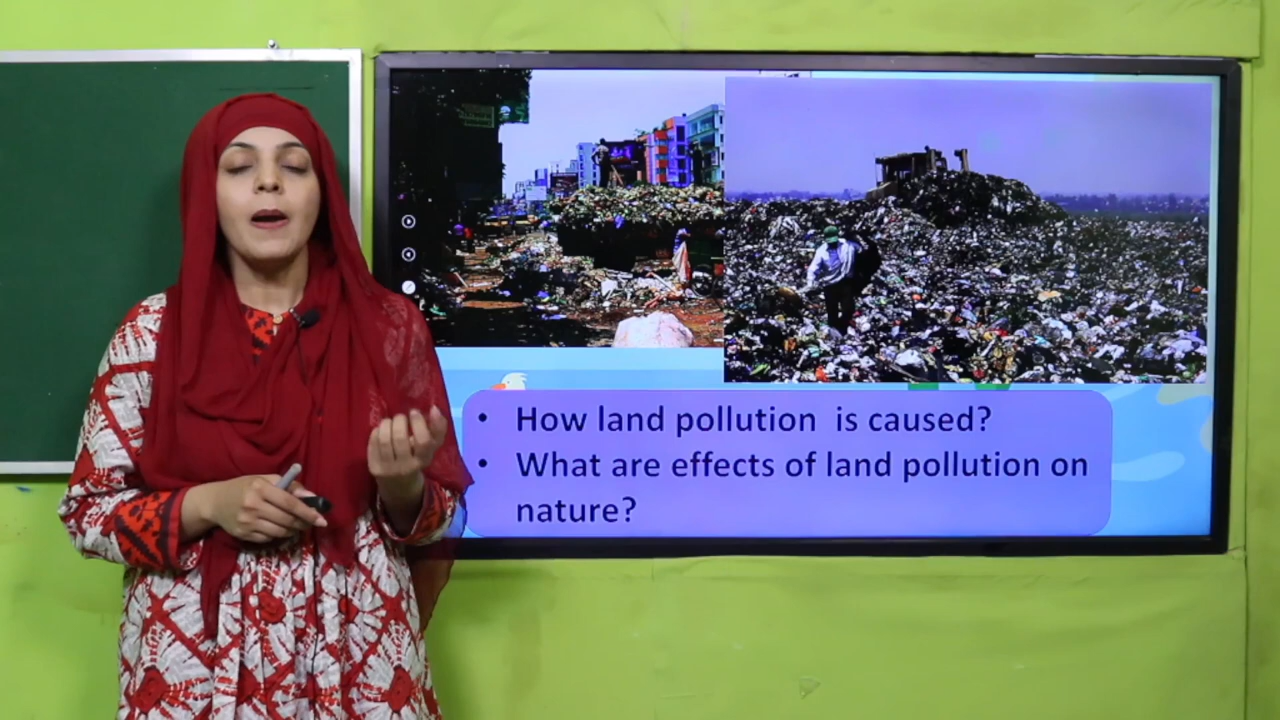 • How land pollution  is caused?
• What are effects of land pollution on
nature?